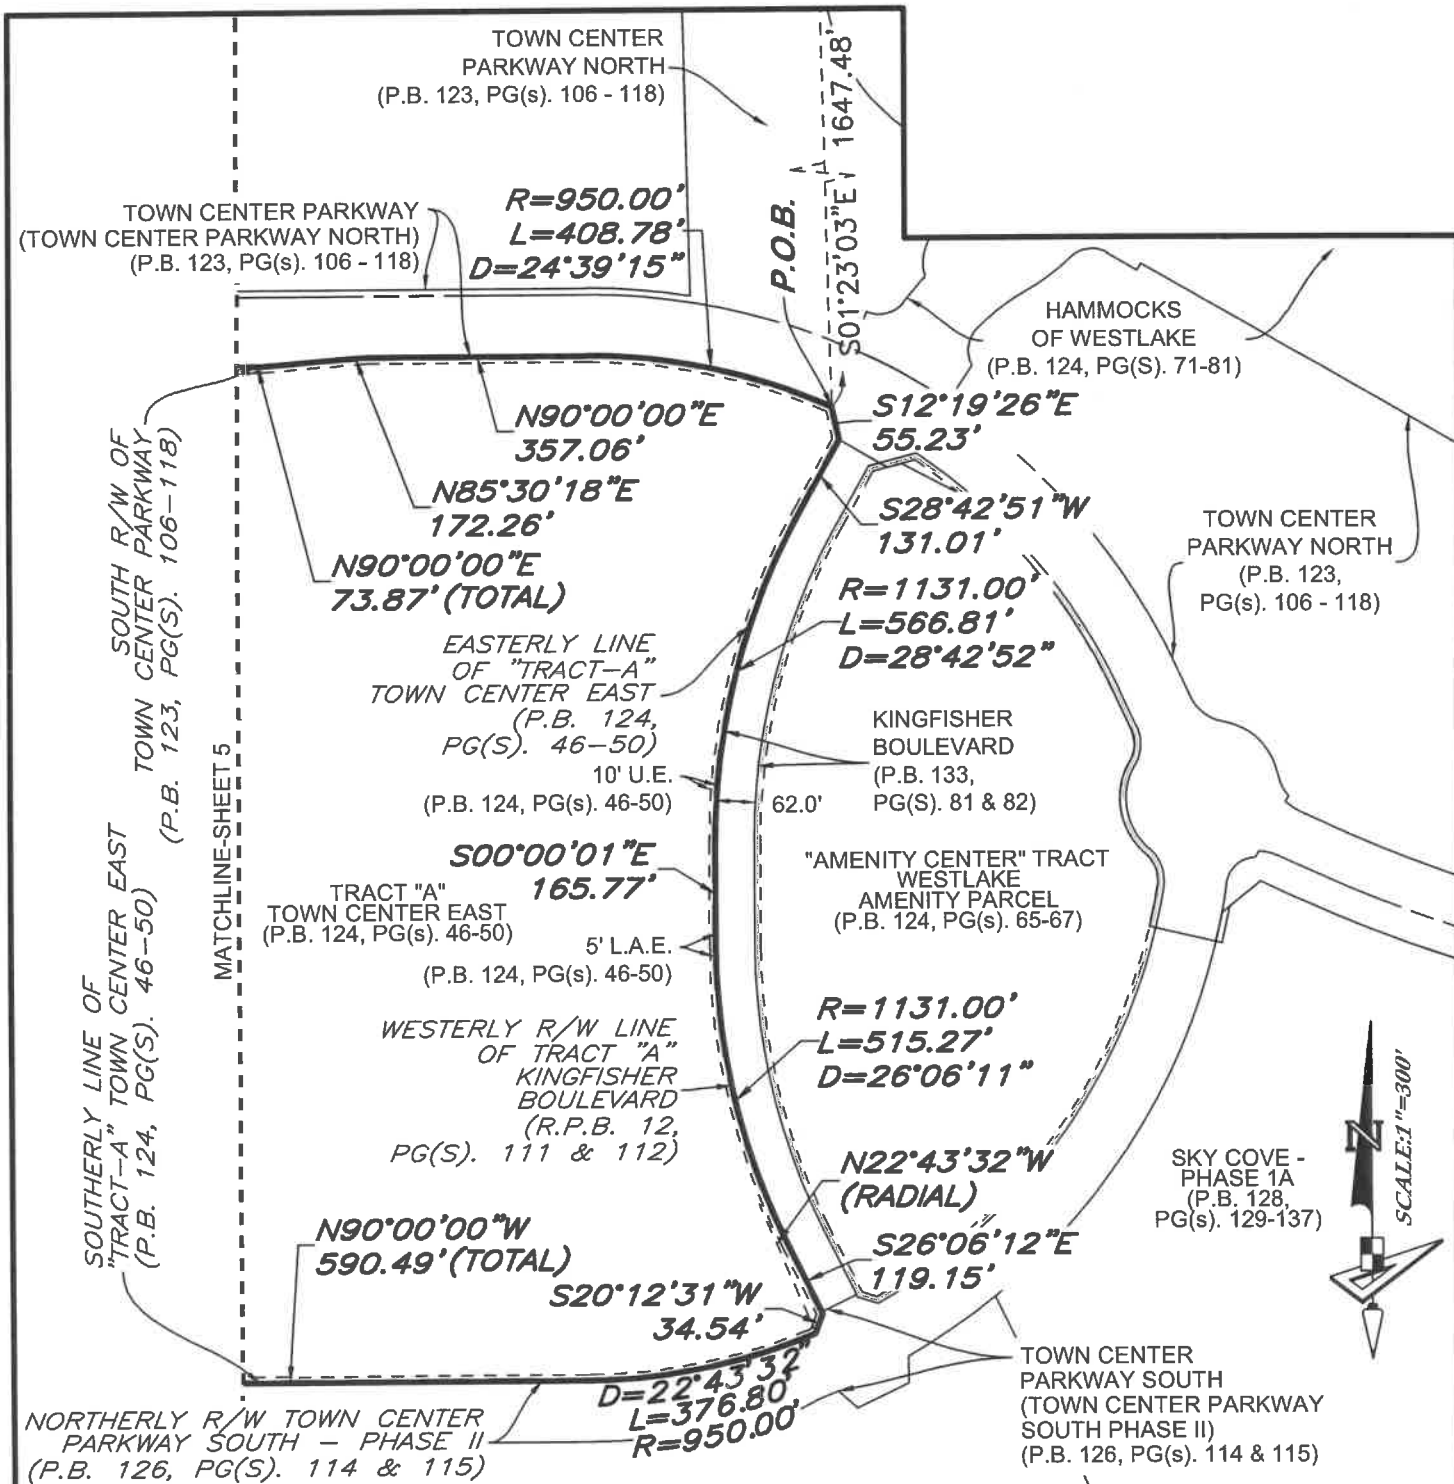 TOWN CENTER
PARKWAY NORTH
(P.B. 123, PG(s). 106 - 118)
S01°23'03"E 1647.48'
P.O.B.
TOWN CENTER PARKWAY
(TOWN CENTER PARKWAY NORTH)
(P.B. 123, PG(s). 106 - 118)
R=950.00'
L=408.78'
D=24°39'15"
HAMMOCKS
OF WESTLAKE
(P.B. 124, PG(S). 71-81)
S12°19'26"E
55.23'
N90°00'00"E
357.06'
N85°30'18"E
172.26'
N90°00'00"E
73.87' (TOTAL)
S28°42'51"W
131.01'
TOWN CENTER
PARKWAY NORTH
(P.B. 123,
PG(s). 106 - 118)
SOUTH R/W OF
TOWN CENTER PARKWAY
(P.B. 123, PG(S). 106-118)
R=1131.00'
L=566.81'
D=28°42'52"
EASTERLY LINE
OF "TRACT-A"
TOWN CENTER EAST
(P.B. 124,
PG(S). 46-50)
KINGFISHER
BOULEVARD
(P.B. 133,
PG(S). 81 & 82)
MATCHLINE-SHEET 5
10' U.E.
(P.B. 124, PG(s). 46-50)
62.0'
S00°00'01"E
165.77'
"AMENITY CENTER" TRACT
WESTLAKE
AMENITY PARCEL
(P.B. 124, PG(s). 65-67)
TRACT "A"
TOWN CENTER EAST
(P.B. 124, PG(s). 46-50)
5' L.A.E.
(P.B. 124, PG(s). 46-50)
SOUTHERLY LINE OF
"TRACT-A" TOWN CENTER EAST
(P.B. 124, PG(S). 46-50)
WESTERLY R/W LINE
OF TRACT "A"
KINGFISHER
BOULEVARD
(R.P.B. 12,
PG(S). 111 & 112)
R=1131.00'
L=515.27'
D=26°06'11"
N22°43'32"W
(RADIAL)
SKY COVE -
PHASE 1A
(P.B. 128,
PG(s). 129-137)
N
SCALE:1"=300'
N90°00'00"W
590.49' (TOTAL)
S26°06'12"E
119.15'
S20°12'31"W
34.54'
D=22°43'32"
L=376.80'
R=950.00'
NORTHERLY R/W TOWN CENTER
PARKWAY SOUTH - PHASE II
(P.B. 126, PG(S). 114 & 115)
TOWN CENTER
PARKWAY SOUTH
(TOWN CENTER PARKWAY
SOUTH PHASE II)
(P.B. 126, PG(s). 114 & 115)